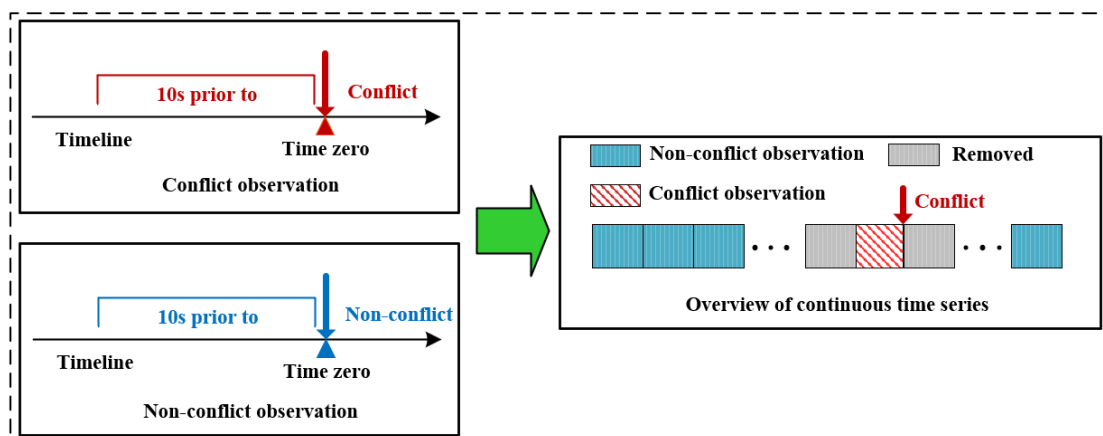 10s prior to
Conflict
Timeline
Time zero
Conflict observation
10s prior to
Non-conflict
Timeline
Time zero
Non-conflict observation
Non-conflict observation
Removed
Conflict observation
Conflict
Overview of continuous time series